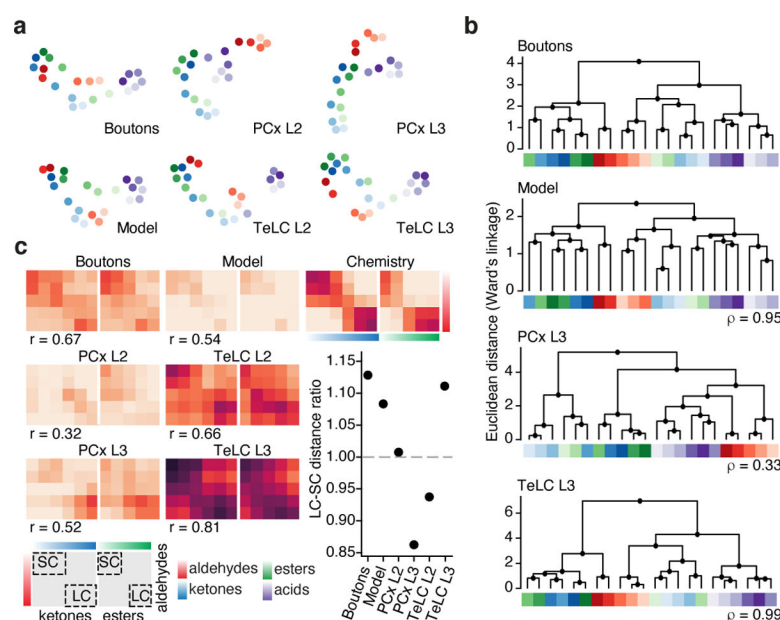 a
Boutons
PCx L2
PCx L3
Model
TeLC L2
TeLC L3
b
Euclidean distance (Ward's linkage)
Boutons
4
3
2
1
0
Model
2
1
0
ρ = 0.95
PCx L3
4
2
0
ρ = 0.33
TeLC L3
6
4
2
0
ρ = 0.99
c
Boutons
Model
Chemistry
r = 0.67
r = 0.54
PCx L2
TeLC L2
r = 0.32
r = 0.66
PCx L3
TeLC L3
r = 0.52
r = 0.81
SC
SC
LC
LC
ketones
esters
aldehydes
aldehydes
esters
ketones
acids
LC-SC distance ratio
1.15
1.10
1.05
1.00
0.95
0.90
0.85
Boutons
Model
PCx L2
PCx L3
TeLC L2
TeLC L3